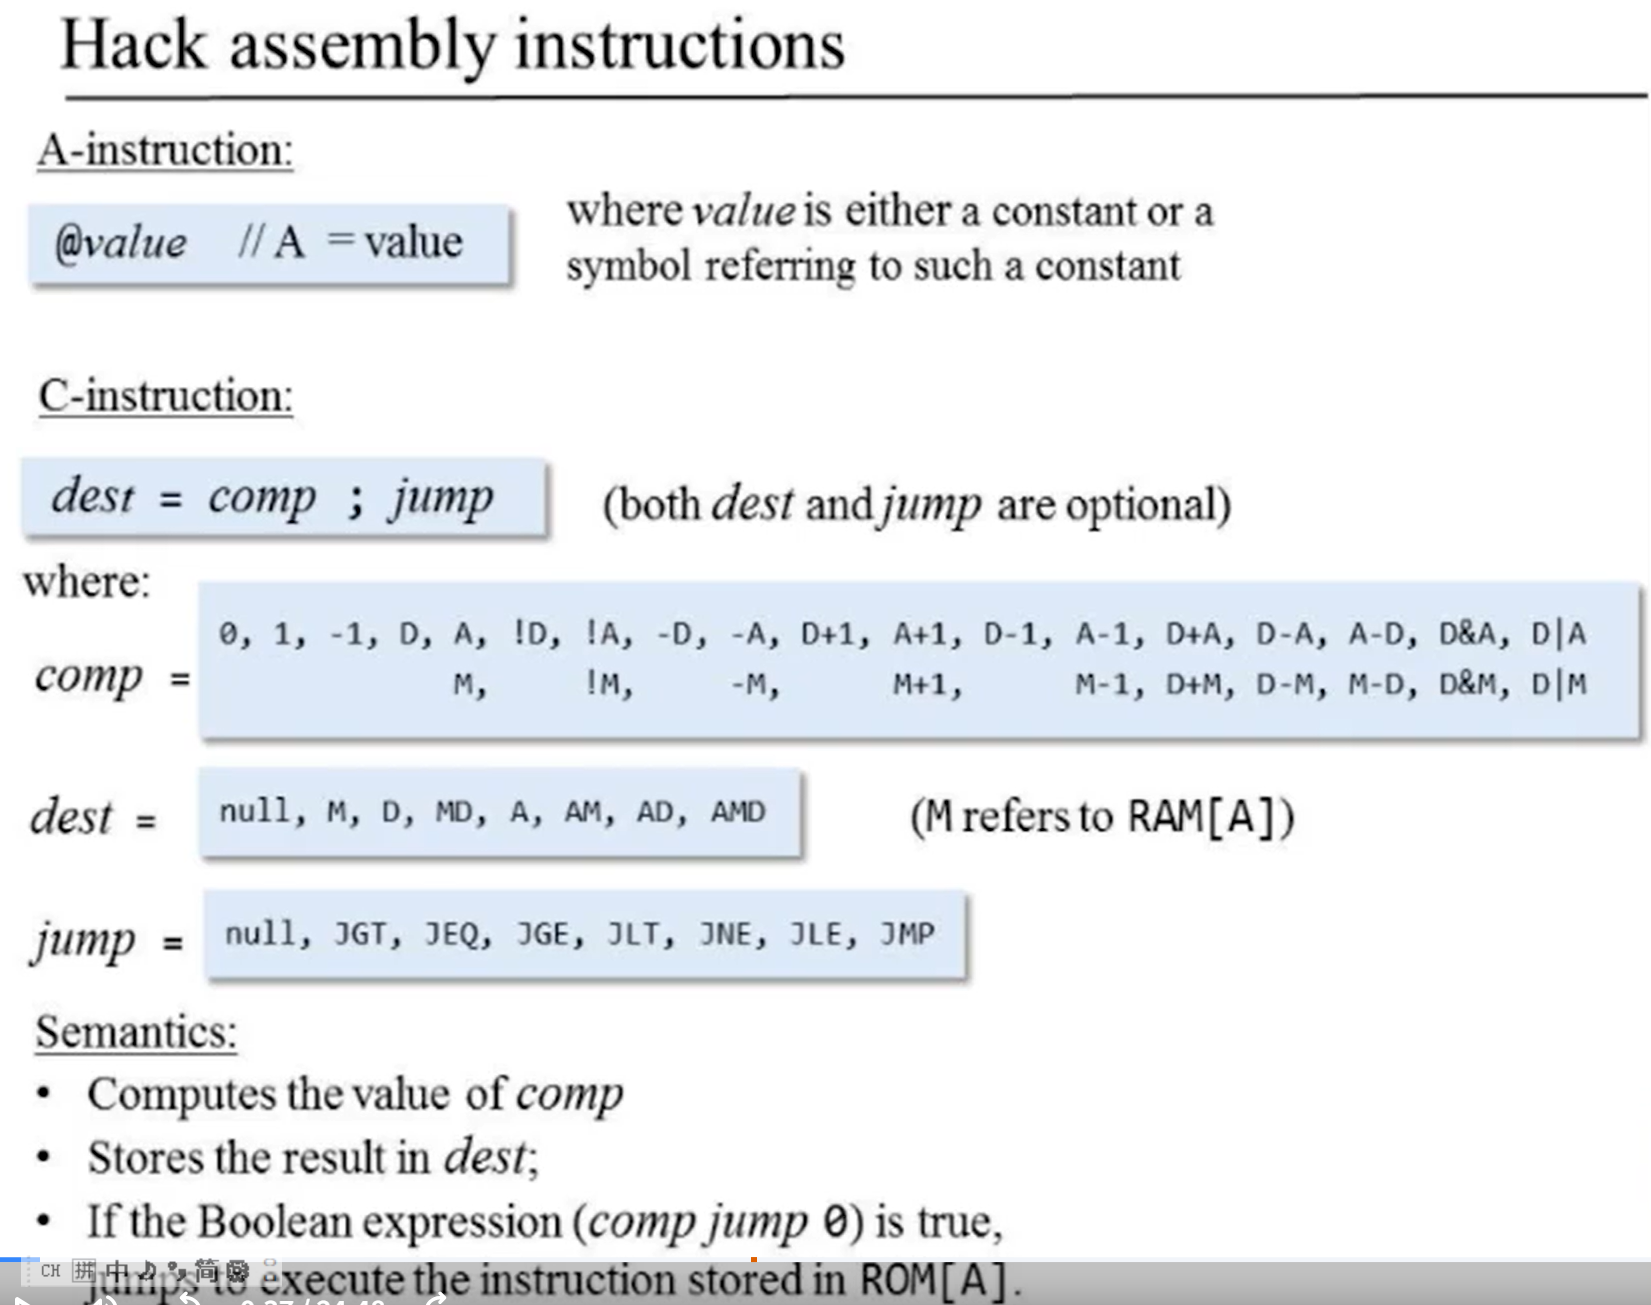 Hack assembly instructions
A-instruction:
@value // A = value
where value is either a constant or a
symbol referring to such a constant
C-instruction:
dest = comp ; jump
(both dest and jump are optional)
where:
comp =
0, 1, -1, D, A, !D, !A, -D, -A, D+1, A+1, D-1, A-1, D+A, D-A, A-D, D&A, D|A
M, !M, -M, M+1, M-1, D+M, D-M, M-D, D&M, D|M
dest =
null, M, D, MD, A, AM, AD, AMD
(M refers to RAM[A])
jump =
null, JGT, JEQ, JGE, JLT, JNE, JLE, JMP
Semantics:
• Computes the value of comp
• Stores the result in dest;
• If the Boolean expression (comp jump 0) is true,
jumps to execute the instruction stored in ROM[A].
CH 拼 中 简